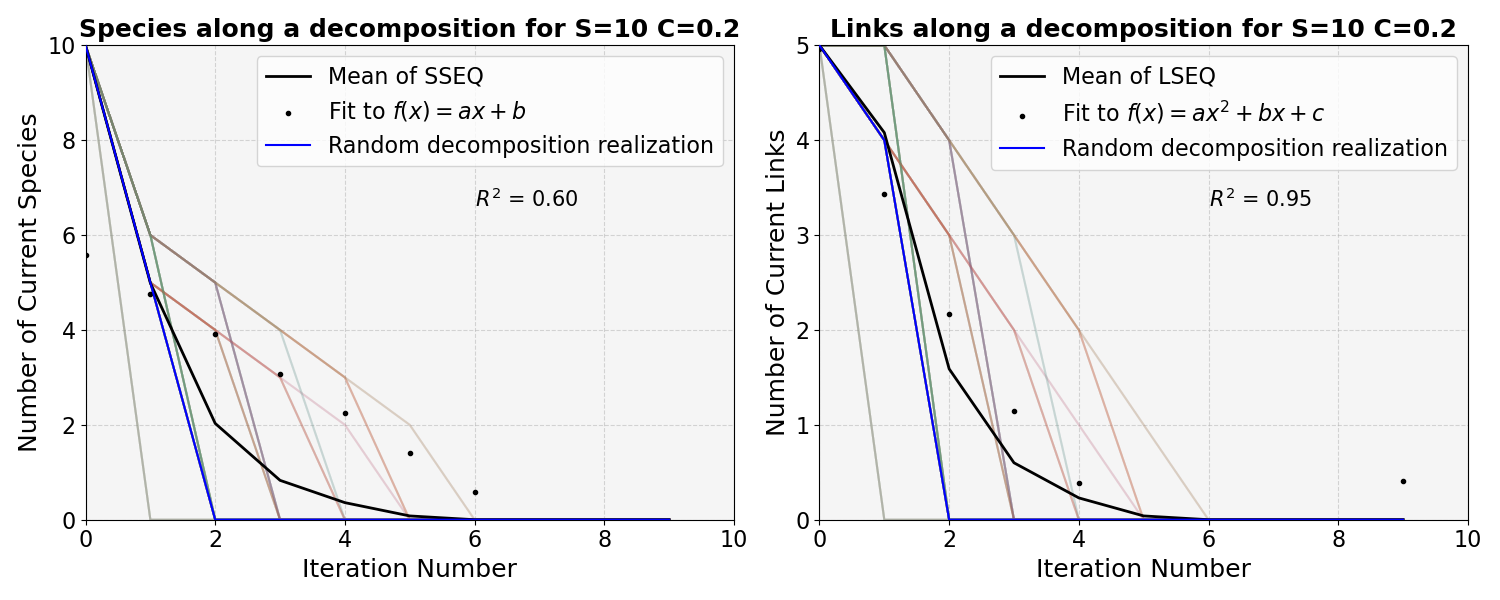 Species along a decomposition for S=10 C=0.2
Number of Current Species
10
8
6
4
2
0
Mean of SSEQ
Fit to f(x) = ax + b
Random decomposition realization
R² = 0.60
0 2 4 6 8 10
Iteration Number
Links along a decomposition for S=10 C=0.2
Number of Current Links
5
4
3
2
1
0
Mean of LSEQ
Fit to f(x) = ax² + bx + c
Random decomposition realization
R² = 0.95
0 2 4 6 8 10
Iteration Number